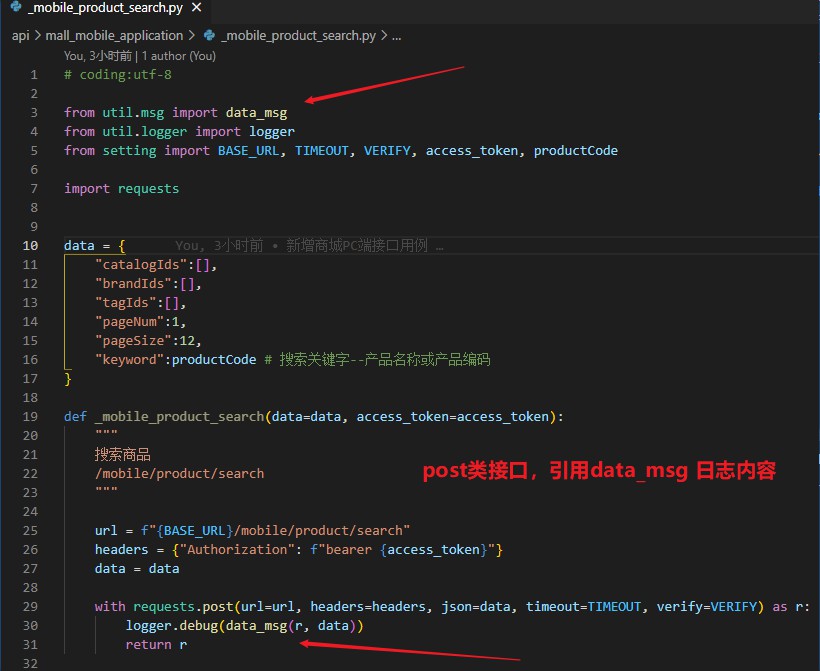 _mobile_product_search.py ×
api > mall_mobile_application > _mobile_product_search.py > ...
You, 3小时前 | 1 author (You)
1 # coding:utf-8
2
3 from util.msg import data_msg
4 from util.logger import logger
5 from setting import BASE_URL, TIMEOUT, VERIFY, access_token, productCode
6
7 import requests
8
9
10 data = { You, 3小时前 • 新增商城PC端接口用例 …
11 "catalogIds":[],
12 "brandIds":[],
13 "tagIds":[],
14 "pageNum":1,
15 "pageSize":12,
16 "keyword":productCode # 搜索关键字--产品名称或产品编码
17 }
18
19 def _mobile_product_search(data=data, access_token=access_token):
20 """
21 搜索商品
22 /mobile/product/search
post类接口，引用data_msg 日志内容
23 """
24
25 url = f"{BASE_URL}/mobile/product/search"
26 headers = {"Authorization": f"bearer {access_token}"}
27 data = data
28
29 with requests.post(url=url, headers=headers, json=data, timeout=TIMEOUT, verify=VERIFY) as r:
30 logger.debug(data_msg(r, data))
31 return r
32